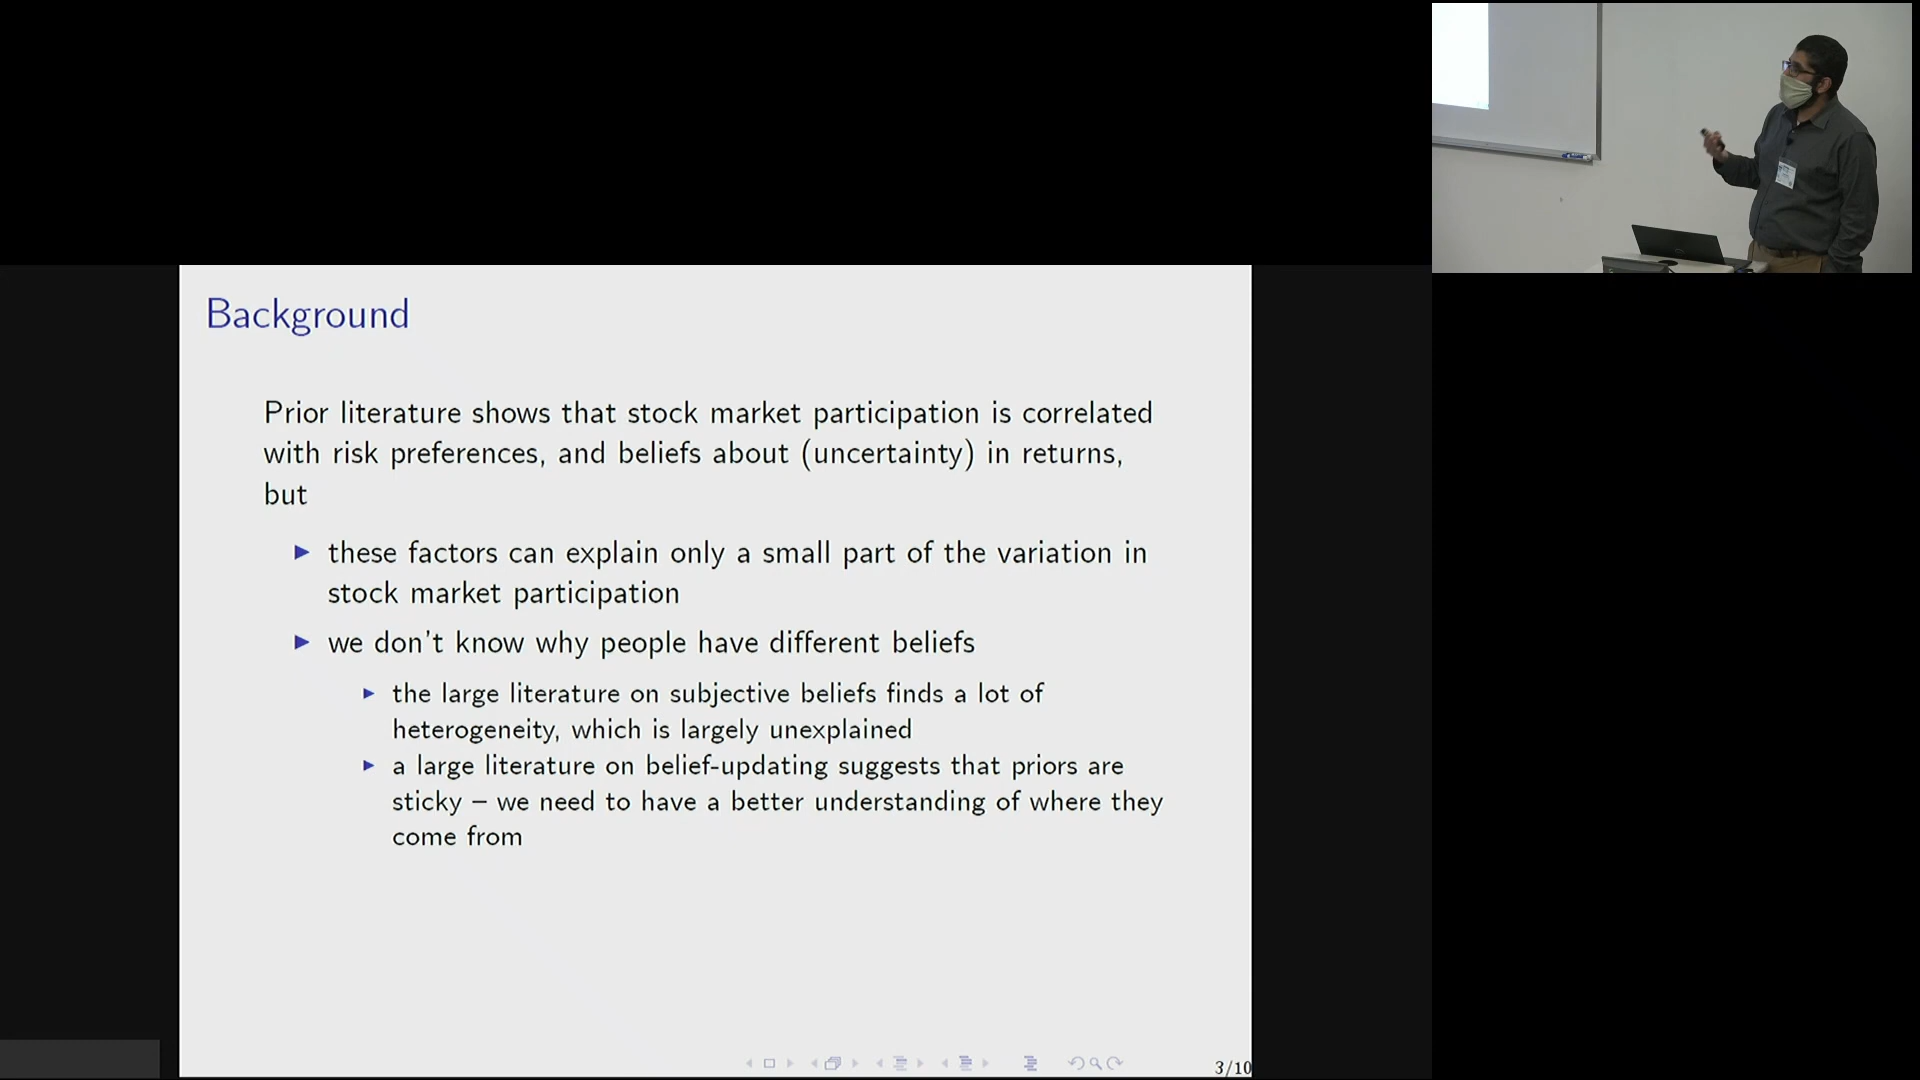 Background
Prior literature shows that stock market participation is correlated
with risk preferences, and beliefs about (uncertainty) in returns,
but
these factors can explain only a small part of the variation in
stock market participation
we don't know why people have different beliefs
the large literature on subjective beliefs finds a lot of
heterogeneity, which is largely unexplained
a large literature on belief-updating suggests that priors are
sticky – we need to have a better understanding of where they
come from
3/10